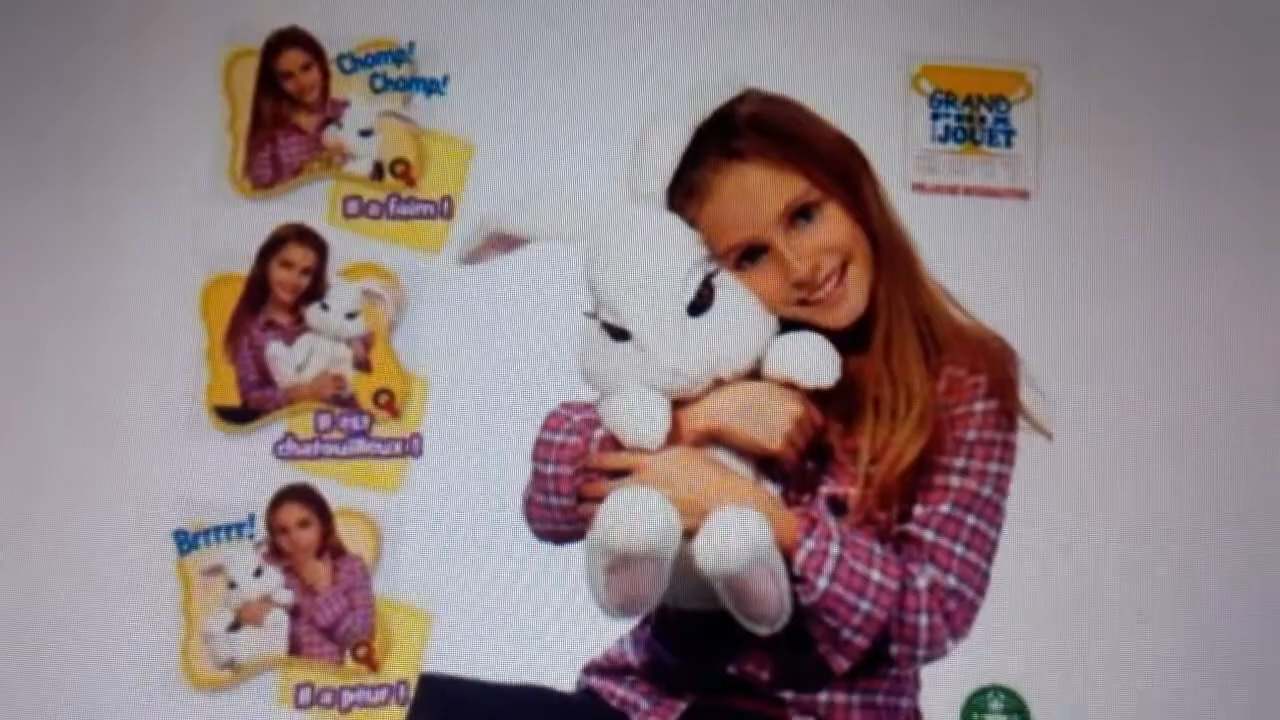 Chomp!
Chomp!
Il a faim !
GRAND
PRIX
JOUET
Il est
chatouilleux !
Brrrrr!
Il a peur !